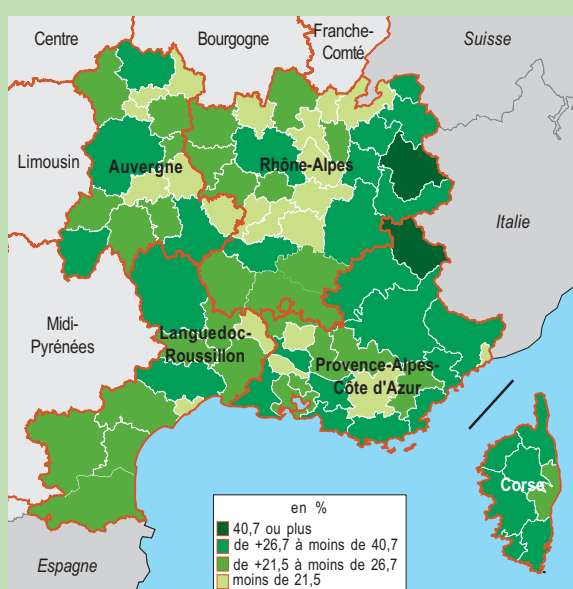 Centre
Bourgogne
Franche-
Comté
Suisse
Limousin
Auvergne
Rhône-Alpes
Italie
Midi-
Pyrénées
Languedoc-
Roussillon
Provence-Alpes-
Côte d'Azur
Corse
Espagne
en %
40,7 ou plus
de +26,7 à moins de 40,7
de +21,5 à moins de 26,7
moins de 21,5